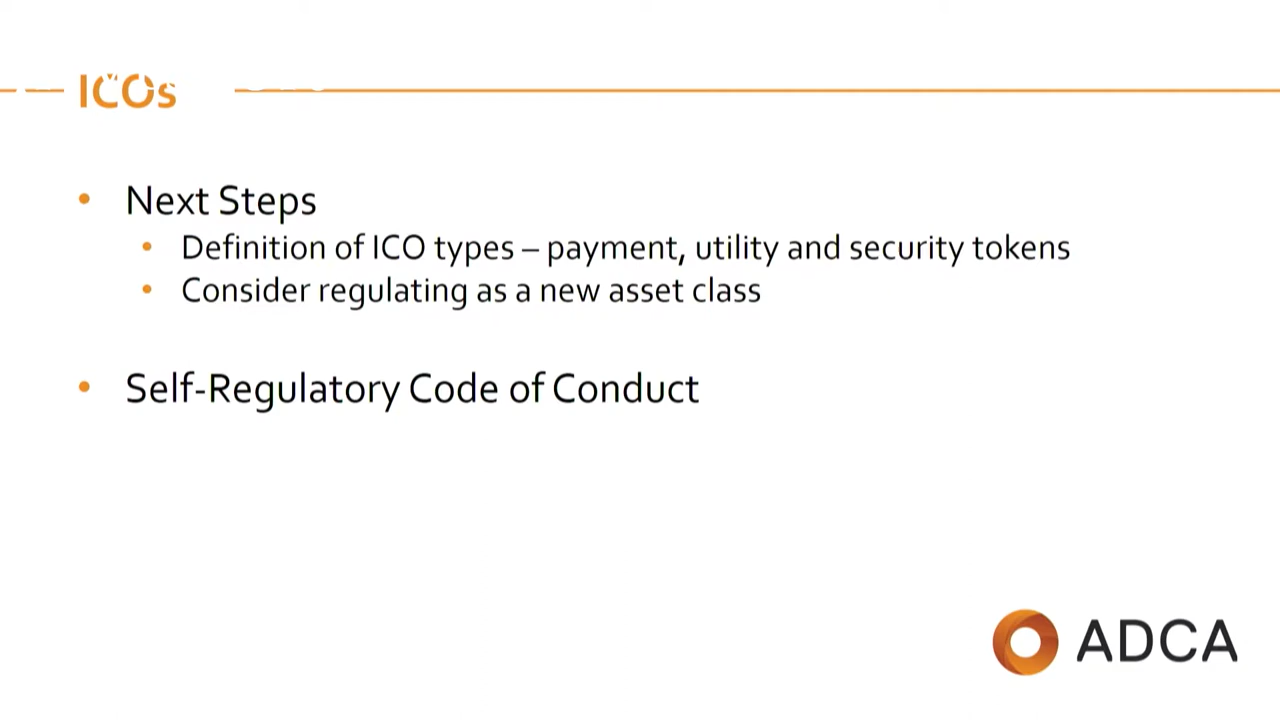 ICOs
• Next Steps
• Definition of ICO types – payment, utility and security tokens
• Consider regulating as a new asset class
• Self-Regulatory Code of Conduct
ADCA